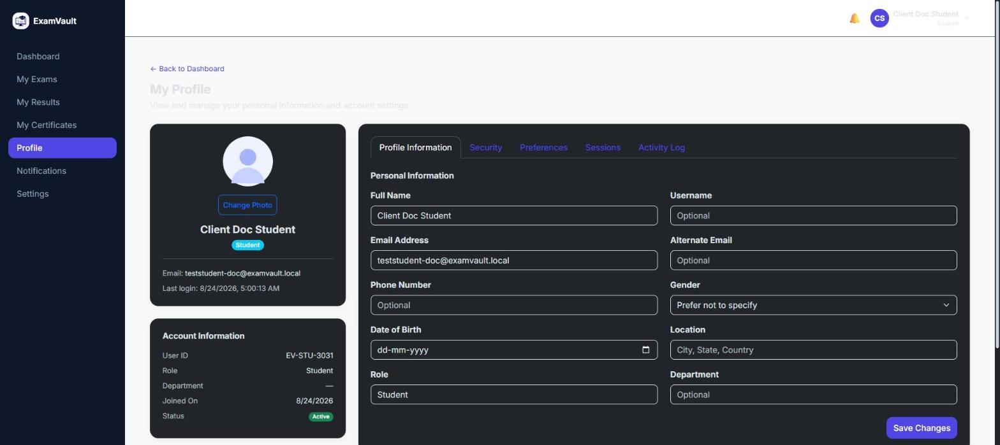 ExamVault
Dashboard
My Exams
My Results
My Certificates
Profile
Notifications
Settings
CS
Client Doc Student
Student
← Back to Dashboard
My Profile
View and manage your personal information and account settings.
Change Photo
Client Doc Student
Student
Email: teststudent-doc@examvault.local
Last login: 8/24/2026, 5:00:13 AM
Account Information
User ID EV-STU-3031
Role Student
Department —
Joined On 8/24/2026
Status Active
Profile Information Security Preferences Sessions Activity Log
Personal Information
Full Name Username
Client Doc Student Optional
Email Address Alternate Email
teststudent-doc@examvault.local Optional
Phone Number Gender
Optional Prefer not to specify
Date of Birth Location
dd-mm-yyyy City, State, Country
Role Department
Student Optional
Save Changes